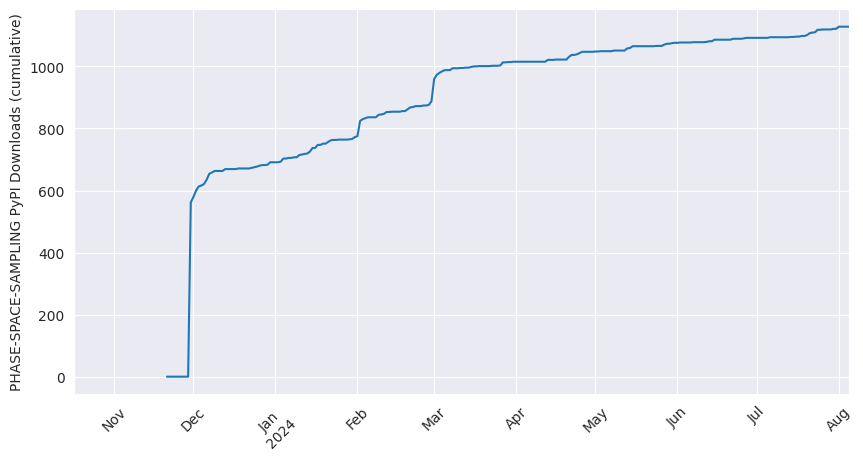 PHASE-SPACE-SAMPLING PyPI Downloads (cumulative)
1000
800
600
400
200
0
Nov
Dec
Jan
2024
Feb
Mar
Apr
May
Jun
Jul
Aug